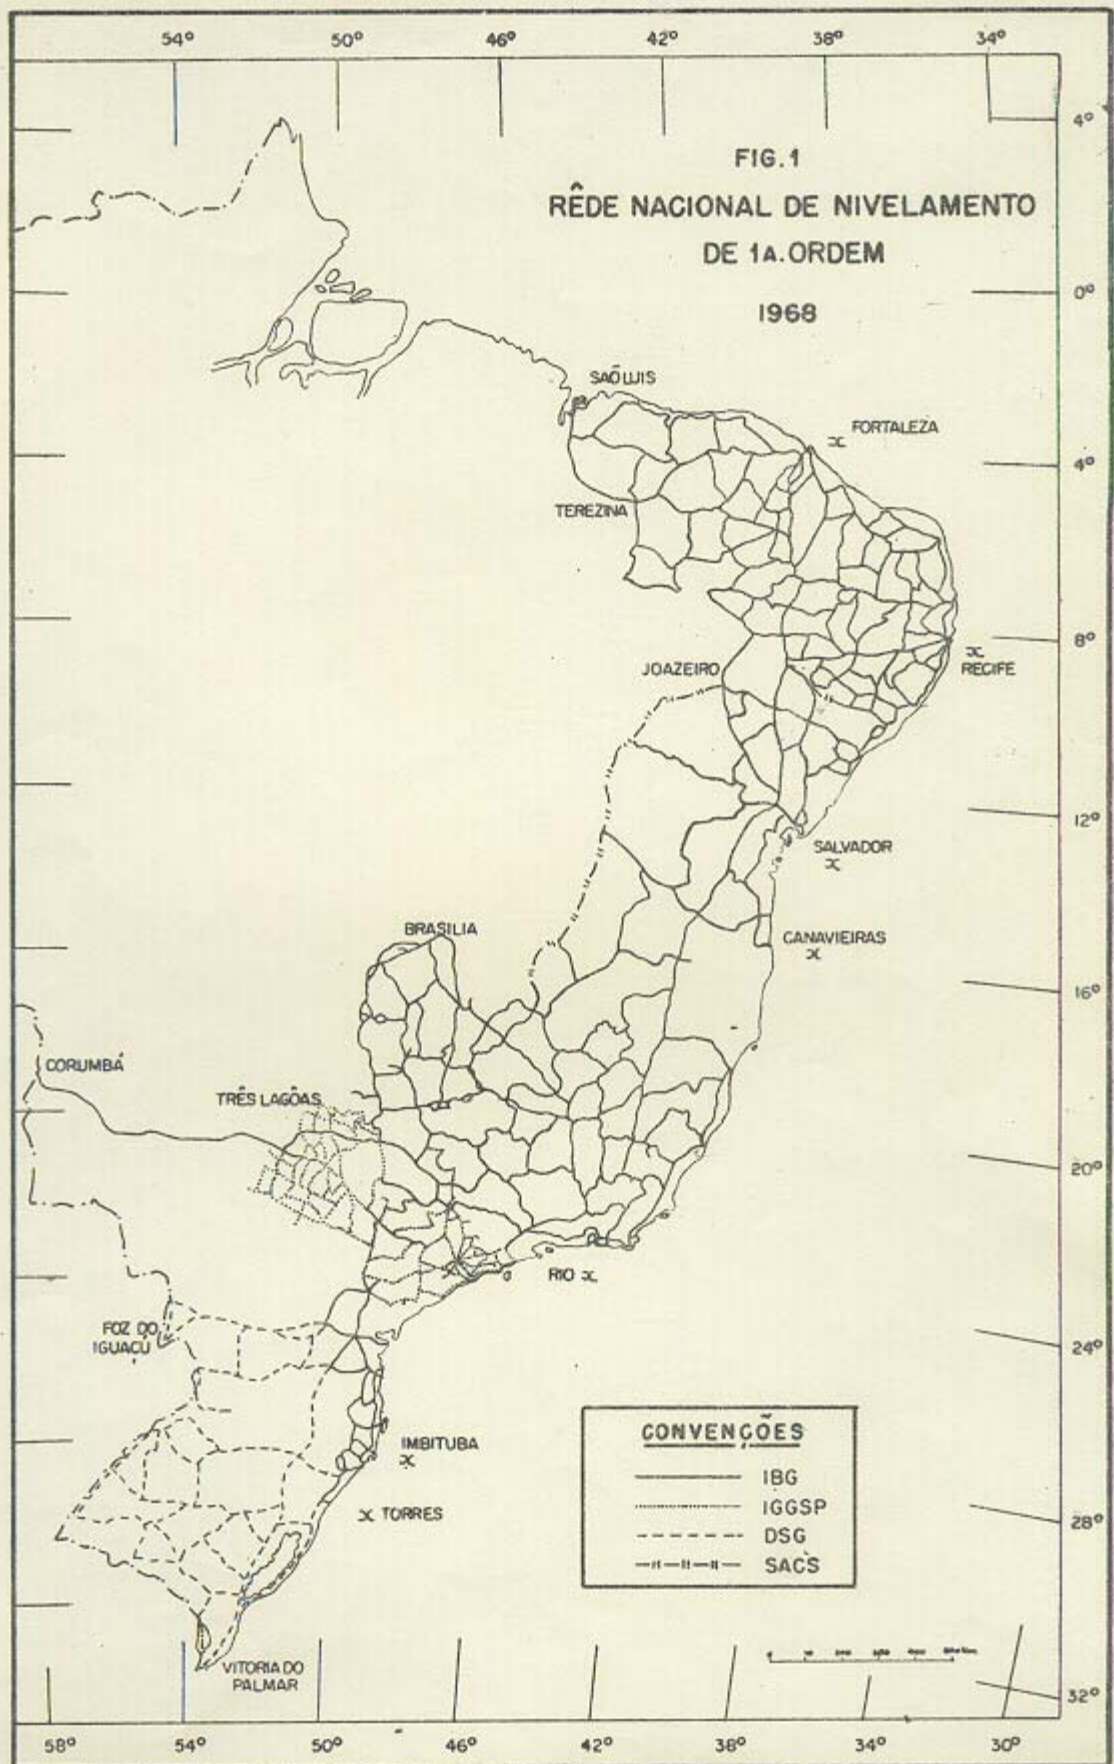 54° 50° 46° 42° 38° 34°
4°
FIG.1
RÊDE NACIONAL DE NIVELAMENTO
DE 1A.ORDEM
0°
1968
SAÕ LUIS
FORTALEZA
4°
TEREZINA
8°
JOAZEIRO
RECIFE
12°
SALVADOR
BRASILIA
CANAVIEIRAS
16°
CORUMBÁ
TRÊS LAGÔAS
20°
RIO
FOZ DO
IGUAÇÚ
24°
CONVENÇÕES
IMBITUBA
IBG
IGGSP
TORRES
28°
DSG
SACS
VITORIA DO
PALMAR
32°
58° 54° 50° 46° 42° 38° 34° 30°